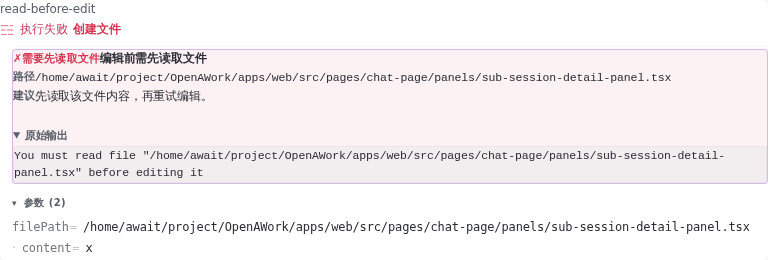 read-before-edit
执行失败 创建文件
✗需要先读取文件编辑前需先读取文件
路径/home/await/project/OpenAWork/apps/web/src/pages/chat-page/panels/sub-session-detail-panel.tsx
建议先读取该文件内容，再重试编辑。
▼ 原始输出
You must read file "/home/await/project/OpenAWork/apps/web/src/pages/chat-page/panels/sub-session-detail-
panel.tsx" before editing it
▾ 参数 (2)
filePath= /home/await/project/OpenAWork/apps/web/src/pages/chat-page/panels/sub-session-detail-panel.tsx
· content= x